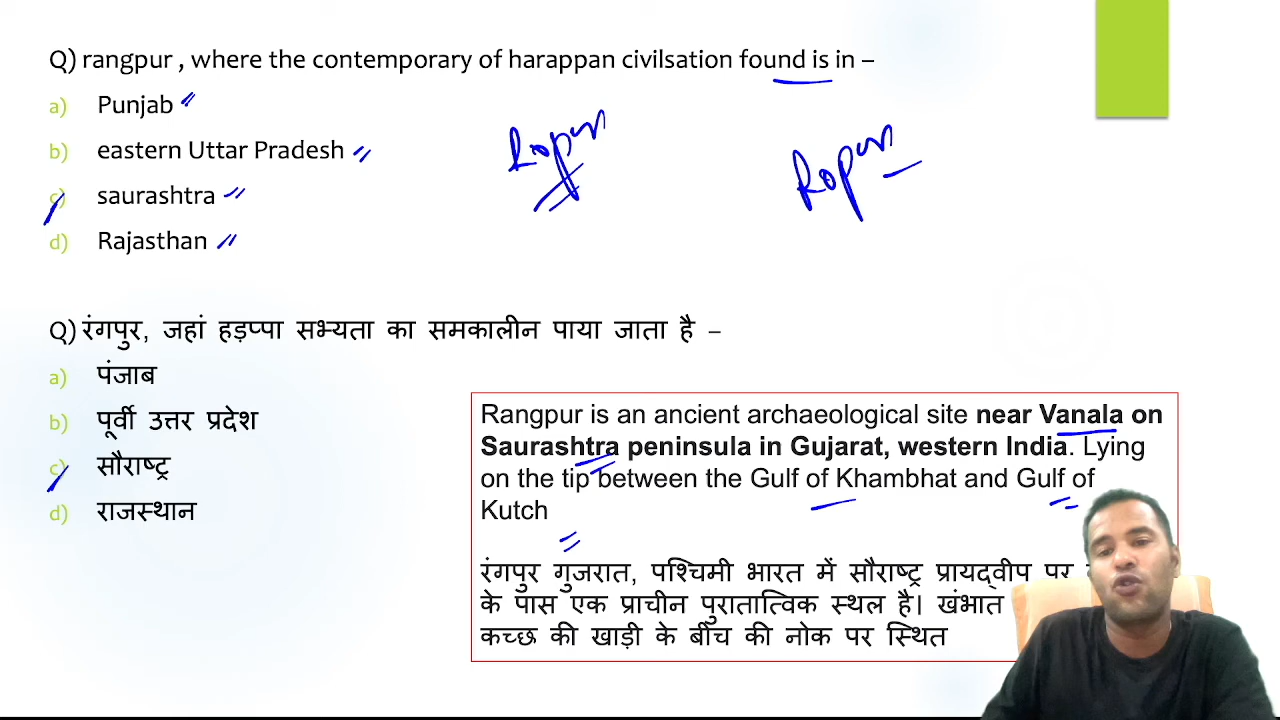 Q) rangpur , where the contemporary of harappan civilsation found is in –
a) Punjab
b) eastern Uttar Pradesh
c) saurashtra
d) Rajasthan
Ropar
Ropar
Q) रंगपुर, जहां हड़प्पा सभ्यता का समकालीन पाया जाता है –
a) पंजाब
b) पूर्वी उत्तर प्रदेश
c) सौराष्ट्र
d) राजस्थान
Rangpur is an ancient archaeological site near Vanala on
Saurashtra peninsula in Gujarat, western India. Lying
on the tip between the Gulf of Khambhat and Gulf of
Kutch
रंगपुर गुजरात, पश्चिमी भारत में सौराष्ट्र प्रायद्वीप पर
के पास एक प्राचीन पुरातात्विक स्थल है। खंभात
कच्छ की खाड़ी के बीच की नोक पर स्थित